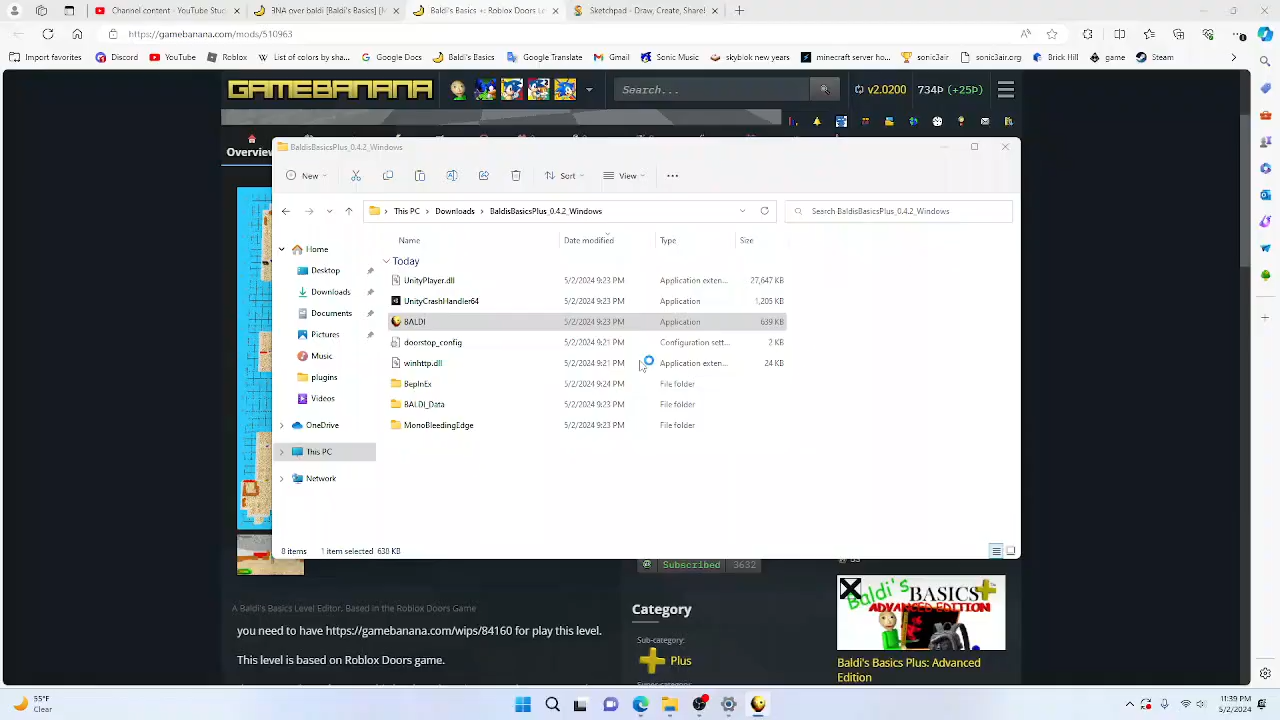 Channel content - YouTube Stu
BNA over Baldi's Basics] [M
Baldi's Basics +: Roblox Doors Le
Sketchpad - Draw, Create, Share!
https://gamebanana.com/mods/510963
Import favorites
Discord
YouTube
Roblox
List of colors by sha...
Google Docs
Baldi's Basics
Google Translate
Gmail
Sonic Music
skyblok new years
minecraft server ho...
sonic3air
sonic3air.org
Brick Hill
game
Steam
GAMEBANANA
Search...
v2.0200
734P (+25P)
Overview
BaldisBasicsPlus_0.4.2_Windows
New
Sort
View
This PC > Downloads > BaldisBasicsPlus_0.4.2_Windows
Search BaldisBasicsPlus_0.4.2_Windows
Name Date modified Type Size
Home
Today
Desktop
UnityPlayer.dll 5/2/2024 9:23 PM Application exten... 27,647 KB
Downloads
UnityCrashHandler64 5/2/2024 9:23 PM Application 1,205 KB
Documents
BALDI 5/2/2024 9:23 PM Application 639 KB
Pictures
doorstop_config 5/2/2024 9:21 PM Configuration sett... 2 KB
Music
winhttp.dll 5/2/2024 9:21 PM Application exten... 24 KB
plugins
BepInEx 5/2/2024 9:24 PM File folder
Videos
BALDI_Data 5/2/2024 9:23 PM File folder
OneDrive
MonoBleedingEdge 5/2/2024 9:23 PM File folder
This PC
Network
8 items 1 item selected 638 KB
Subscribed 3632
A Baldi's Basics Level Editor, Based in the Roblox Doors Game
you need to have https://gamebanana.com/wips/84160 for play this level.
This level is based on Roblox Doors game.
Category
Sub-category:
Plus
Baldi's BASICS
ADVANCED EDITION
Baldi's Basics Plus: Advanced
Edition
55°F
Clear
11:39 PM
5/2/2024